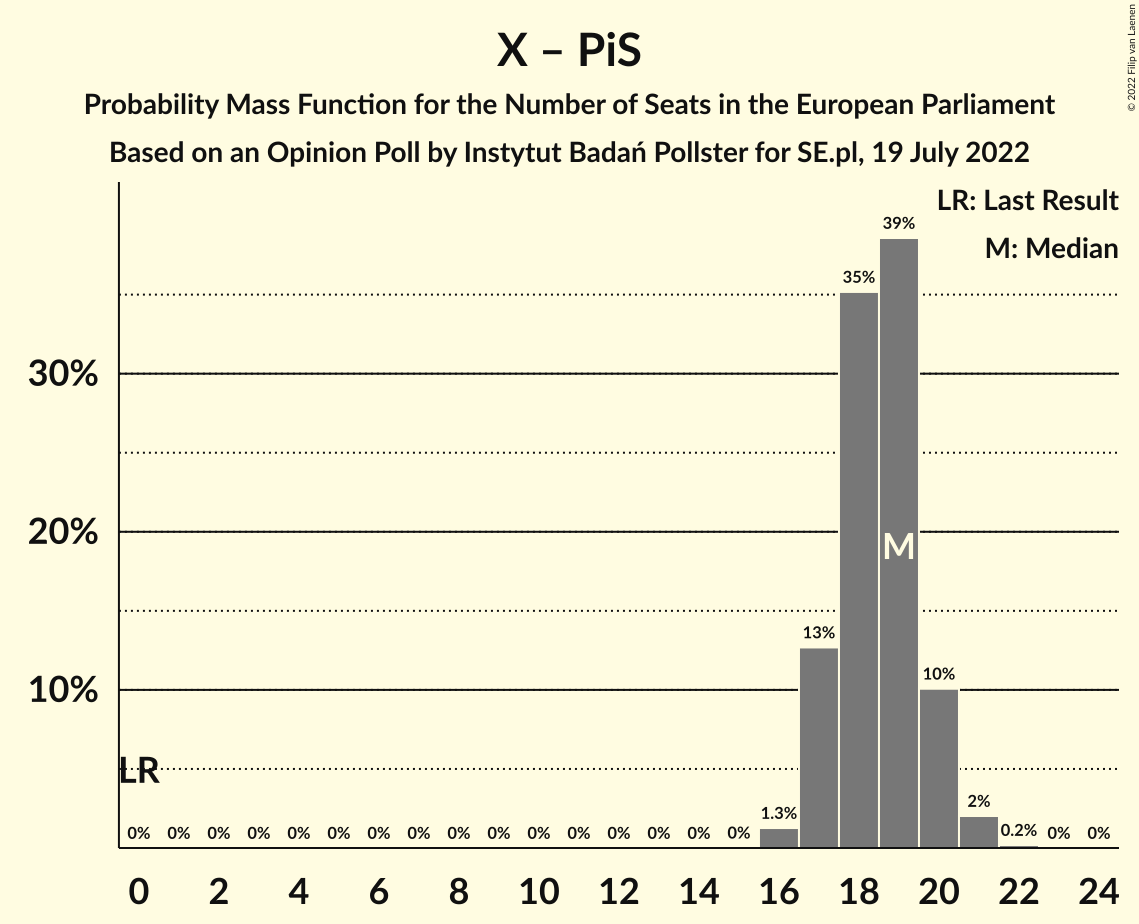 X – PiS
Probability Mass Function for the Number of Seats in the European Parliament
Based on an Opinion Poll by Instytut Badań Pollster for SE.pl, 19 July 2022
© 2022 Filip van Laenen
LR: Last Result
M: Median
39%
35%
30%
20%
M
13%
10%
10%
LR
2%
1.3%
0% 0% 0% 0% 0% 0% 0% 0% 0% 0% 0% 0% 0% 0% 0% 0% 0.2% 0% 0%
0 2 4 6 8 10 12 14 16 18 20 22 24